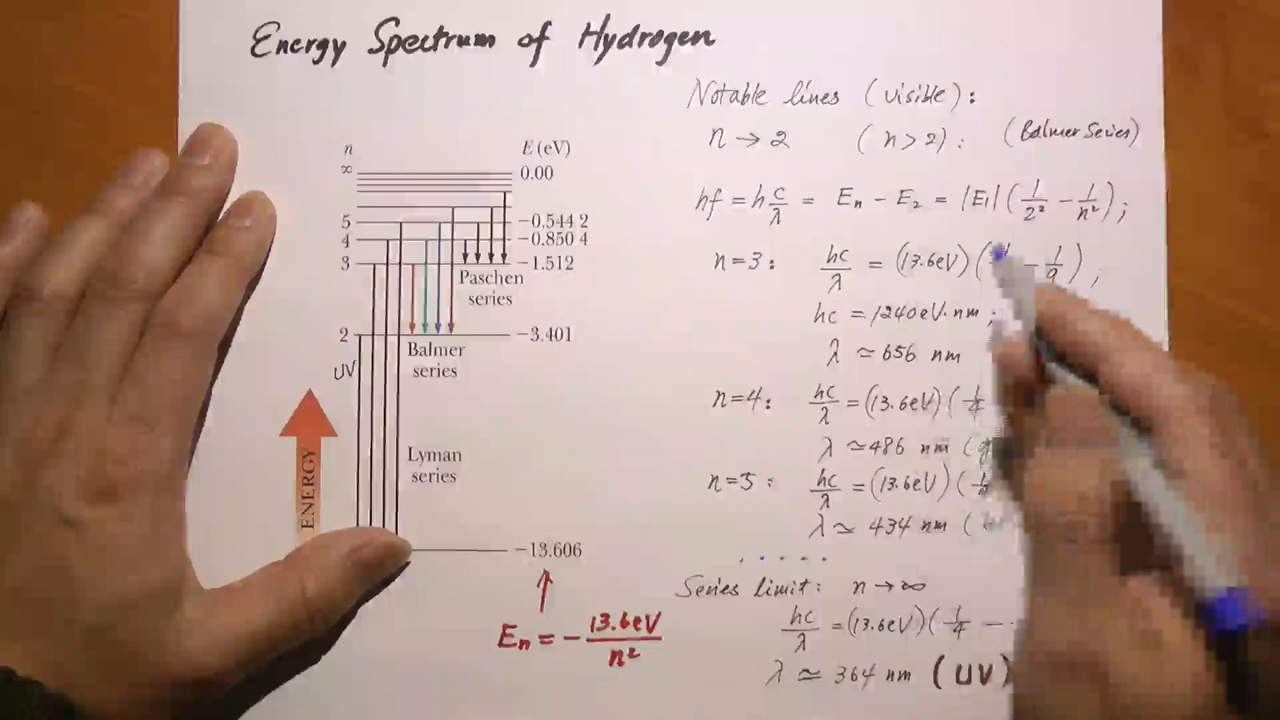 Energy Spectrum of Hydrogen
n E (eV)
∞ 0.00
5 −0.544 2
4 −0.850 4
3 −1.512
Paschen
series
2 −3.401
UV
Balmer
series
ENERGY
Lyman
series
−13.606
Eₙ = − 13.6eV / n²
Notable lines (visible):
n → 2 (n > 2): (Balmer Series)
hf = h c/λ = Eₙ − E₂ = |E₁| (1/2² − 1/n²);
n=3: hc/λ = (13.6eV) ( − 1/9);
hc = 1240 eV·nm;
λ ≃ 656 nm
n=4: hc/λ = (13.6eV) (1/4
λ ≃ 486 nm (
n=5: hc/λ = (13.6eV) (
λ ≃ 434 nm (
. . . . .
Series limit: n → ∞
hc/λ = (13.6eV) (1/4 −
λ ≃ 364 nm (UV)